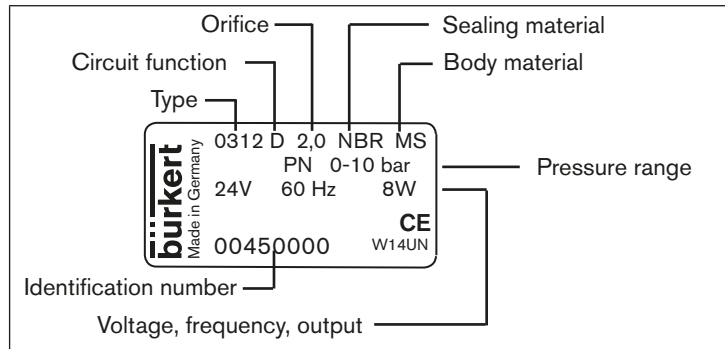 Orifice
Sealing material
Circuit function
Body material
Type
0312 D 2,0 NBR MS
PN 0-10 bar
Pressure range
24V 60 Hz 8W
CE
W14UN
00450000
burkert
Made in Germany
Identification number
Voltage, frequency, output